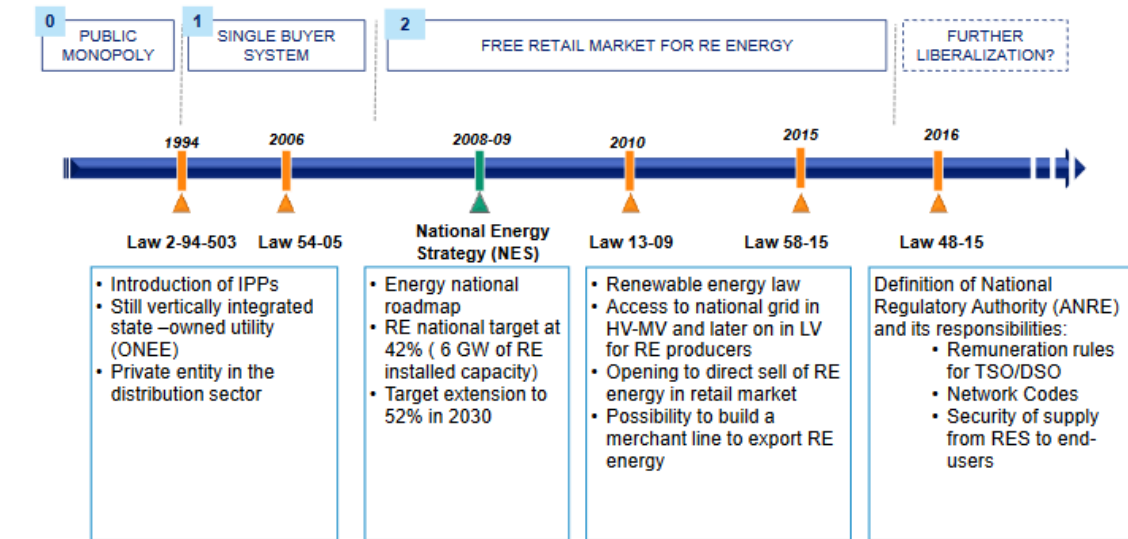 0
PUBLIC
MONOPOLY
1
SINGLE BUYER
SYSTEM
2
FREE RETAIL MARKET FOR RE ENERGY
FURTHER
LIBERALIZATION?
1994
2006
2008-09
2010
2015
2016
Law 2-94-503
Law 54-05
National Energy
Strategy (NES)
Law 13-09
Law 58-15
Law 48-15
• Introduction of IPPs
• Still vertically integrated
state –owned utility
(ONEE)
• Private entity in the
distribution sector
• Energy national
roadmap
• RE national target at
42% ( 6 GW of RE
installed capacity)
• Target extension to
52% in 2030
• Renewable energy law
• Access to national grid in
HV-MV and later on in LV
for RE producers
• Opening to direct sell of RE
energy in retail market
• Possibility to build a
merchant line to export RE
energy
Definition of National
Regulatory Authority (ANRE)
and its responsibilities:
• Remuneration rules
for TSO/DSO
• Network Codes
• Security of supply
from RES to end-
users